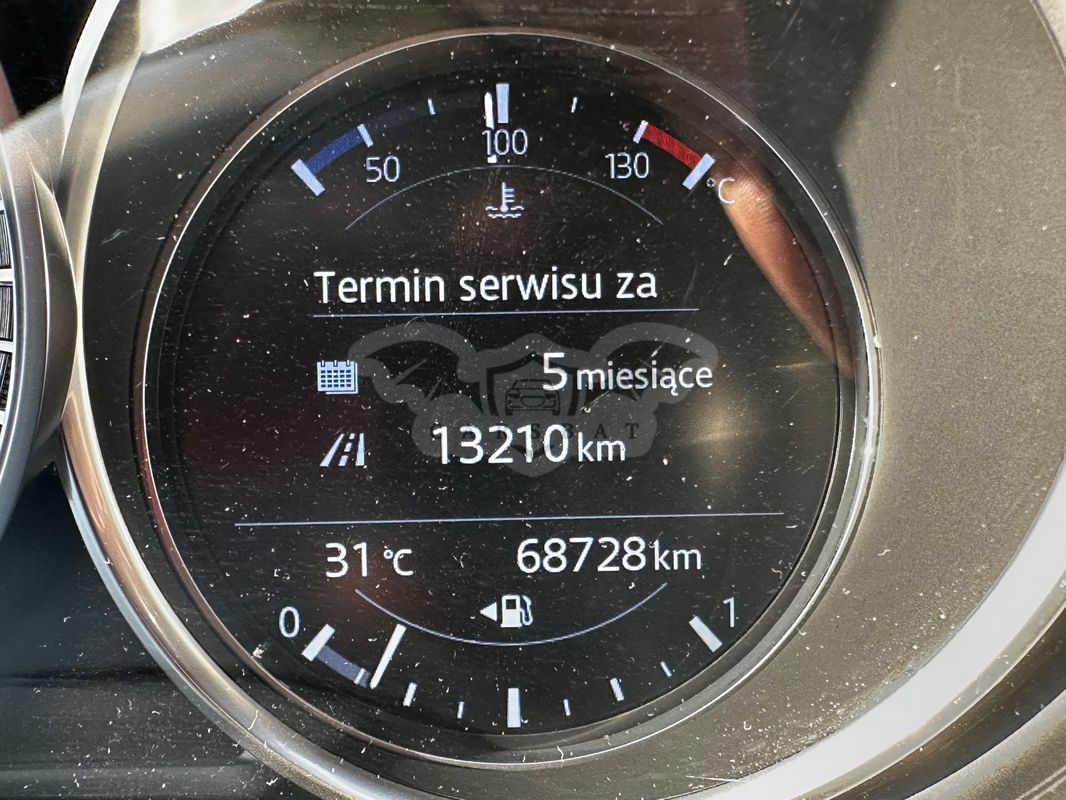 50
100
130
°C
Termin serwisu za
5 miesiące
13210 km
31 °C
68728 km
0
1